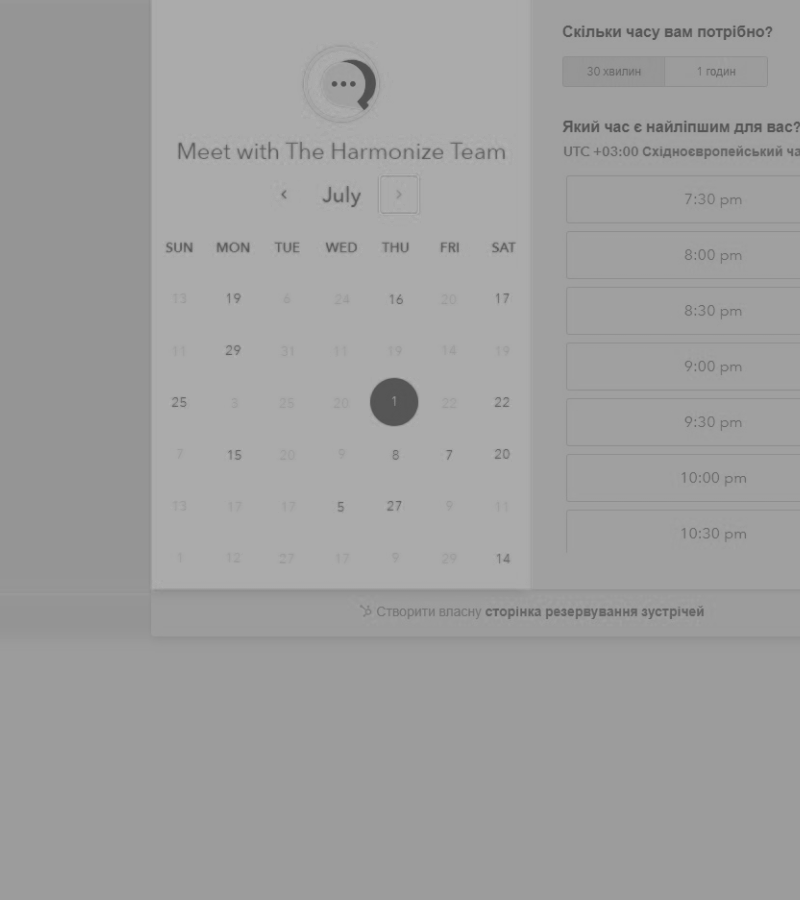 Meet with The Harmonize Team
July
SUN MON TUE WED THU FRI SAT
13 19 6 24 16 20 17
11 29 31 11 19 14 19
25 3 25 20 1 22 22
7 15 20 9 8 7 20
13 17 17 5 27 9 11
1 12 27 17 9 29 14
Скільки часу вам потрібно?
30 хвилин 1 годин
Який час є найліпшим для вас?
UTC +03:00 Східноєвропейський ча
7:30 pm
8:00 pm
8:30 pm
9:00 pm
9:30 pm
10:00 pm
10:30 pm
Створити власну сторінка резервування зустрічей